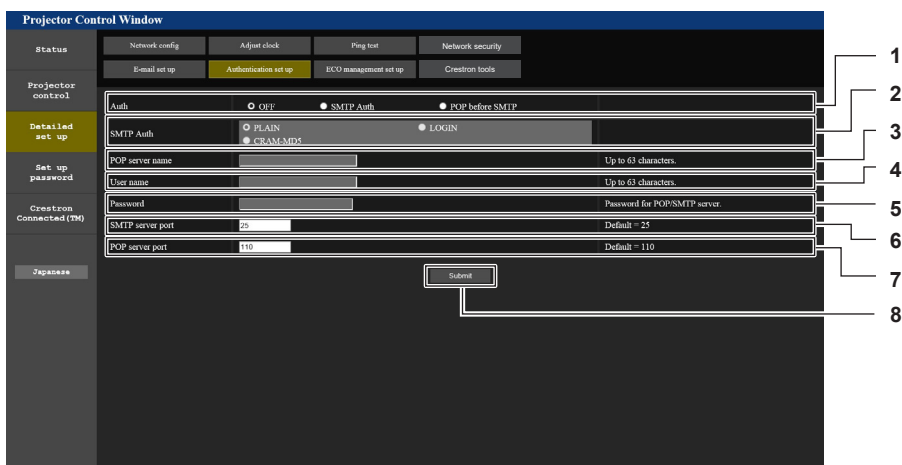 Projector Control Window
Status
Network config
Adjust clock
Ping test
Network security
E-mail set up
Authentication set up
ECO management set up
Crestron tools
Projector
control
Detailed
set up
Set up
password
Crestron
Connected(TM)
Japanese
Auth
OFF
SMTP Auth
POP before SMTP
1
SMTP Auth
PLAIN
LOGIN
CRAM-MD5
2
POP server name
Up to 63 characters.
3
User name
Up to 63 characters.
4
Password
Password for POP/SMTP server.
5
SMTP server port
25
Default = 25
6
POP server port
110
Default = 110
7
Submit
8